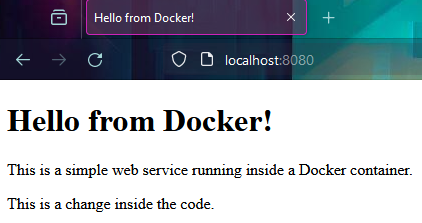 Hello from Docker!
localhost:8080
Hello from Docker!
This is a simple web service running inside a Docker container.
This is a change inside the code.